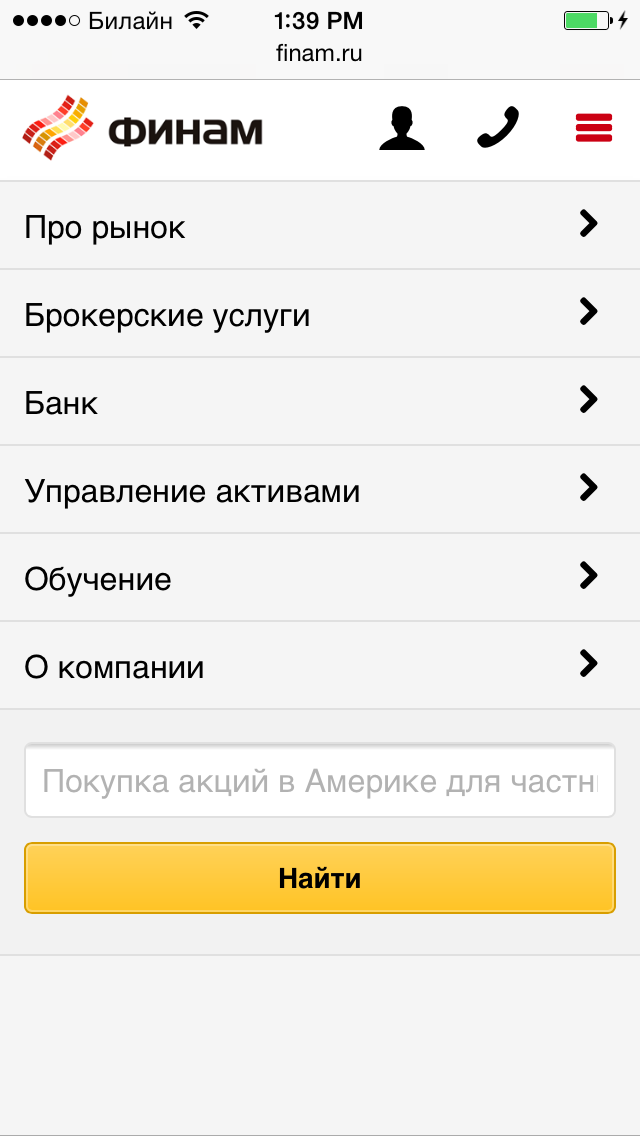 Билайн 1:39 PM
finam.ru
ФИНАМ
Про рынок
Брокерские услуги
Банк
Управление активами
Обучение
О компании
Покупка акций в Америке для частн
Найти